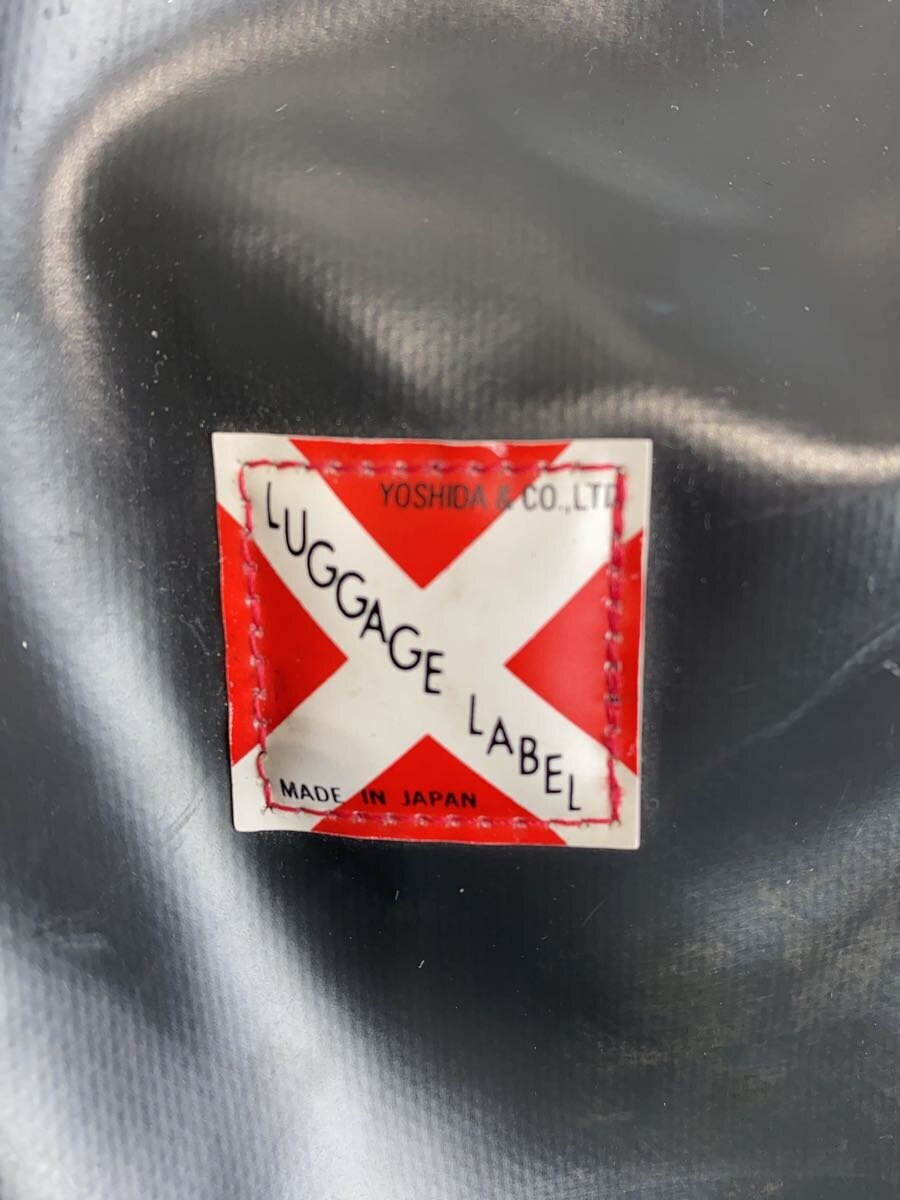 YOSHIDA & CO.,LTD.
LUGGAGE LABEL
MADE IN JAPAN